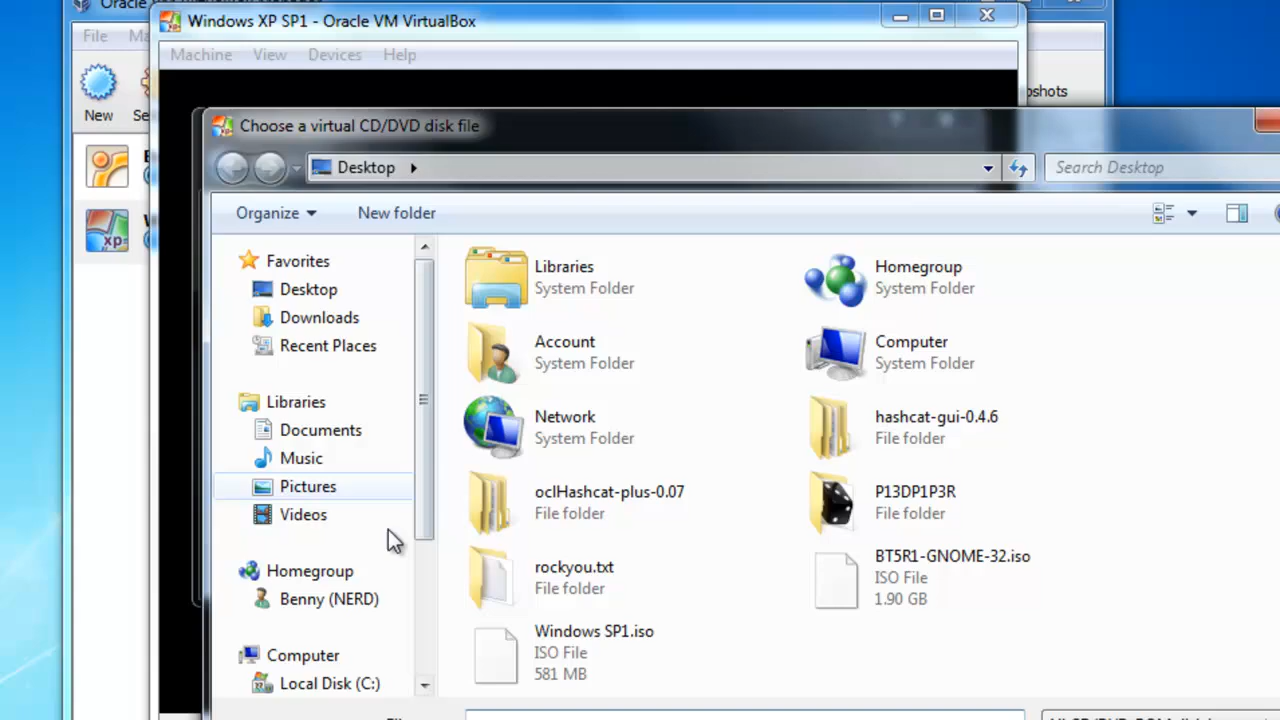 Windows XP SP1 - Oracle VM VirtualBox
File
Machine View Devices Help
New
Choose a virtual CD/DVD disk file
Desktop
Search Desktop
Organize
New folder
Favorites
Desktop
Downloads
Recent Places
Libraries
Documents
Music
Pictures
Videos
Homegroup
Benny (NERD)
Computer
Local Disk (C:)
Libraries
System Folder
Homegroup
System Folder
Account
System Folder
Computer
System Folder
Network
System Folder
hashcat-gui-0.4.6
File folder
oclHashcat-plus-0.07
File folder
P13DP1P3R
File folder
rockyou.txt
File folder
BT5R1-GNOME-32.iso
ISO File
1.90 GB
Windows SP1.iso
ISO File
581 MB